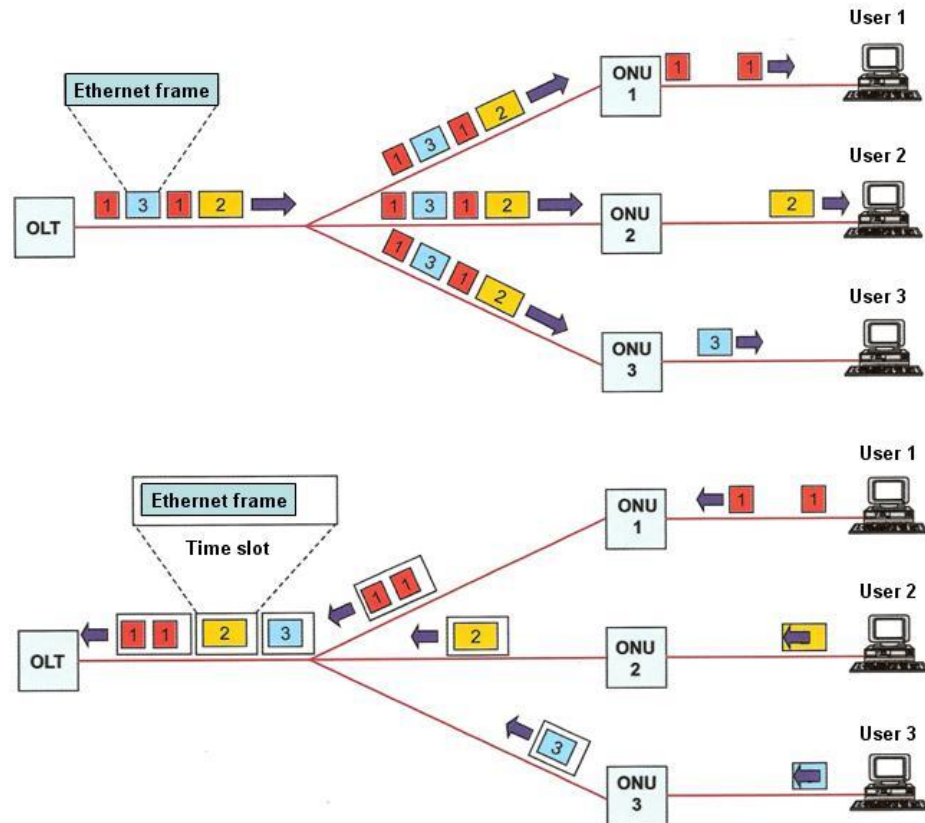 User 1
Ethernet frame
ONU
1
1 1
1 3 1 2
User 2
1 3 1 2
1 3 1 2
2
OLT
ONU
2
1 3 1 2
User 3
3
ONU
3
User 1
Ethernet frame
1 1
ONU
1
Time slot
1 1
User 2
1 1 2 3
2
OLT
ONU
2
User 3
3
ONU
3